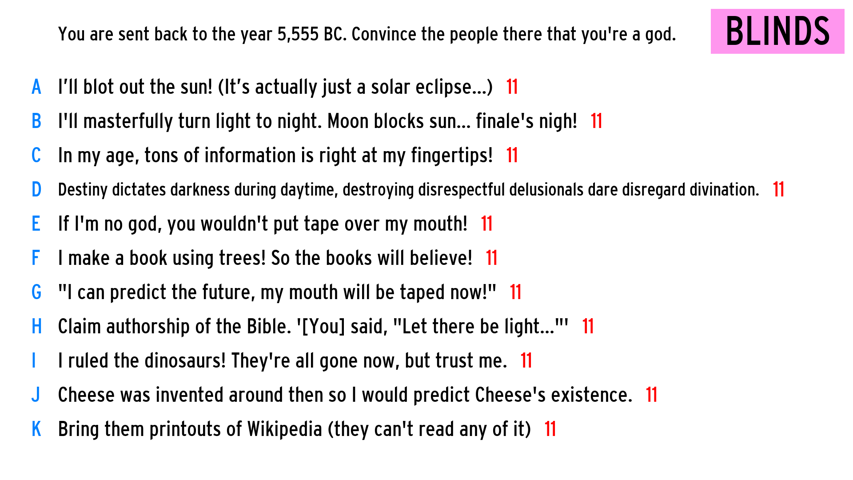 You are sent back to the year 5,555 BC. Convince the people there that you're a god.
BLINDS
A I’ll blot out the sun! (It’s actually just a solar eclipse...) 11
B I'll masterfully turn light to night. Moon blocks sun... finale's nigh! 11
C In my age, tons of information is right at my fingertips! 11
D Destiny dictates darkness during daytime, destroying disrespectful delusionals dare disregard divination. 11
E If I'm no god, you wouldn't put tape over my mouth! 11
F I make a book using trees! So the books will believe! 11
G "I can predict the future, my mouth will be taped now!" 11
H Claim authorship of the Bible. '[You] said, "Let there be light..."' 11
I I ruled the dinosaurs! They're all gone now, but trust me. 11
J Cheese was invented around then so I would predict Cheese's existence. 11
K Bring them printouts of Wikipedia (they can't read any of it) 11